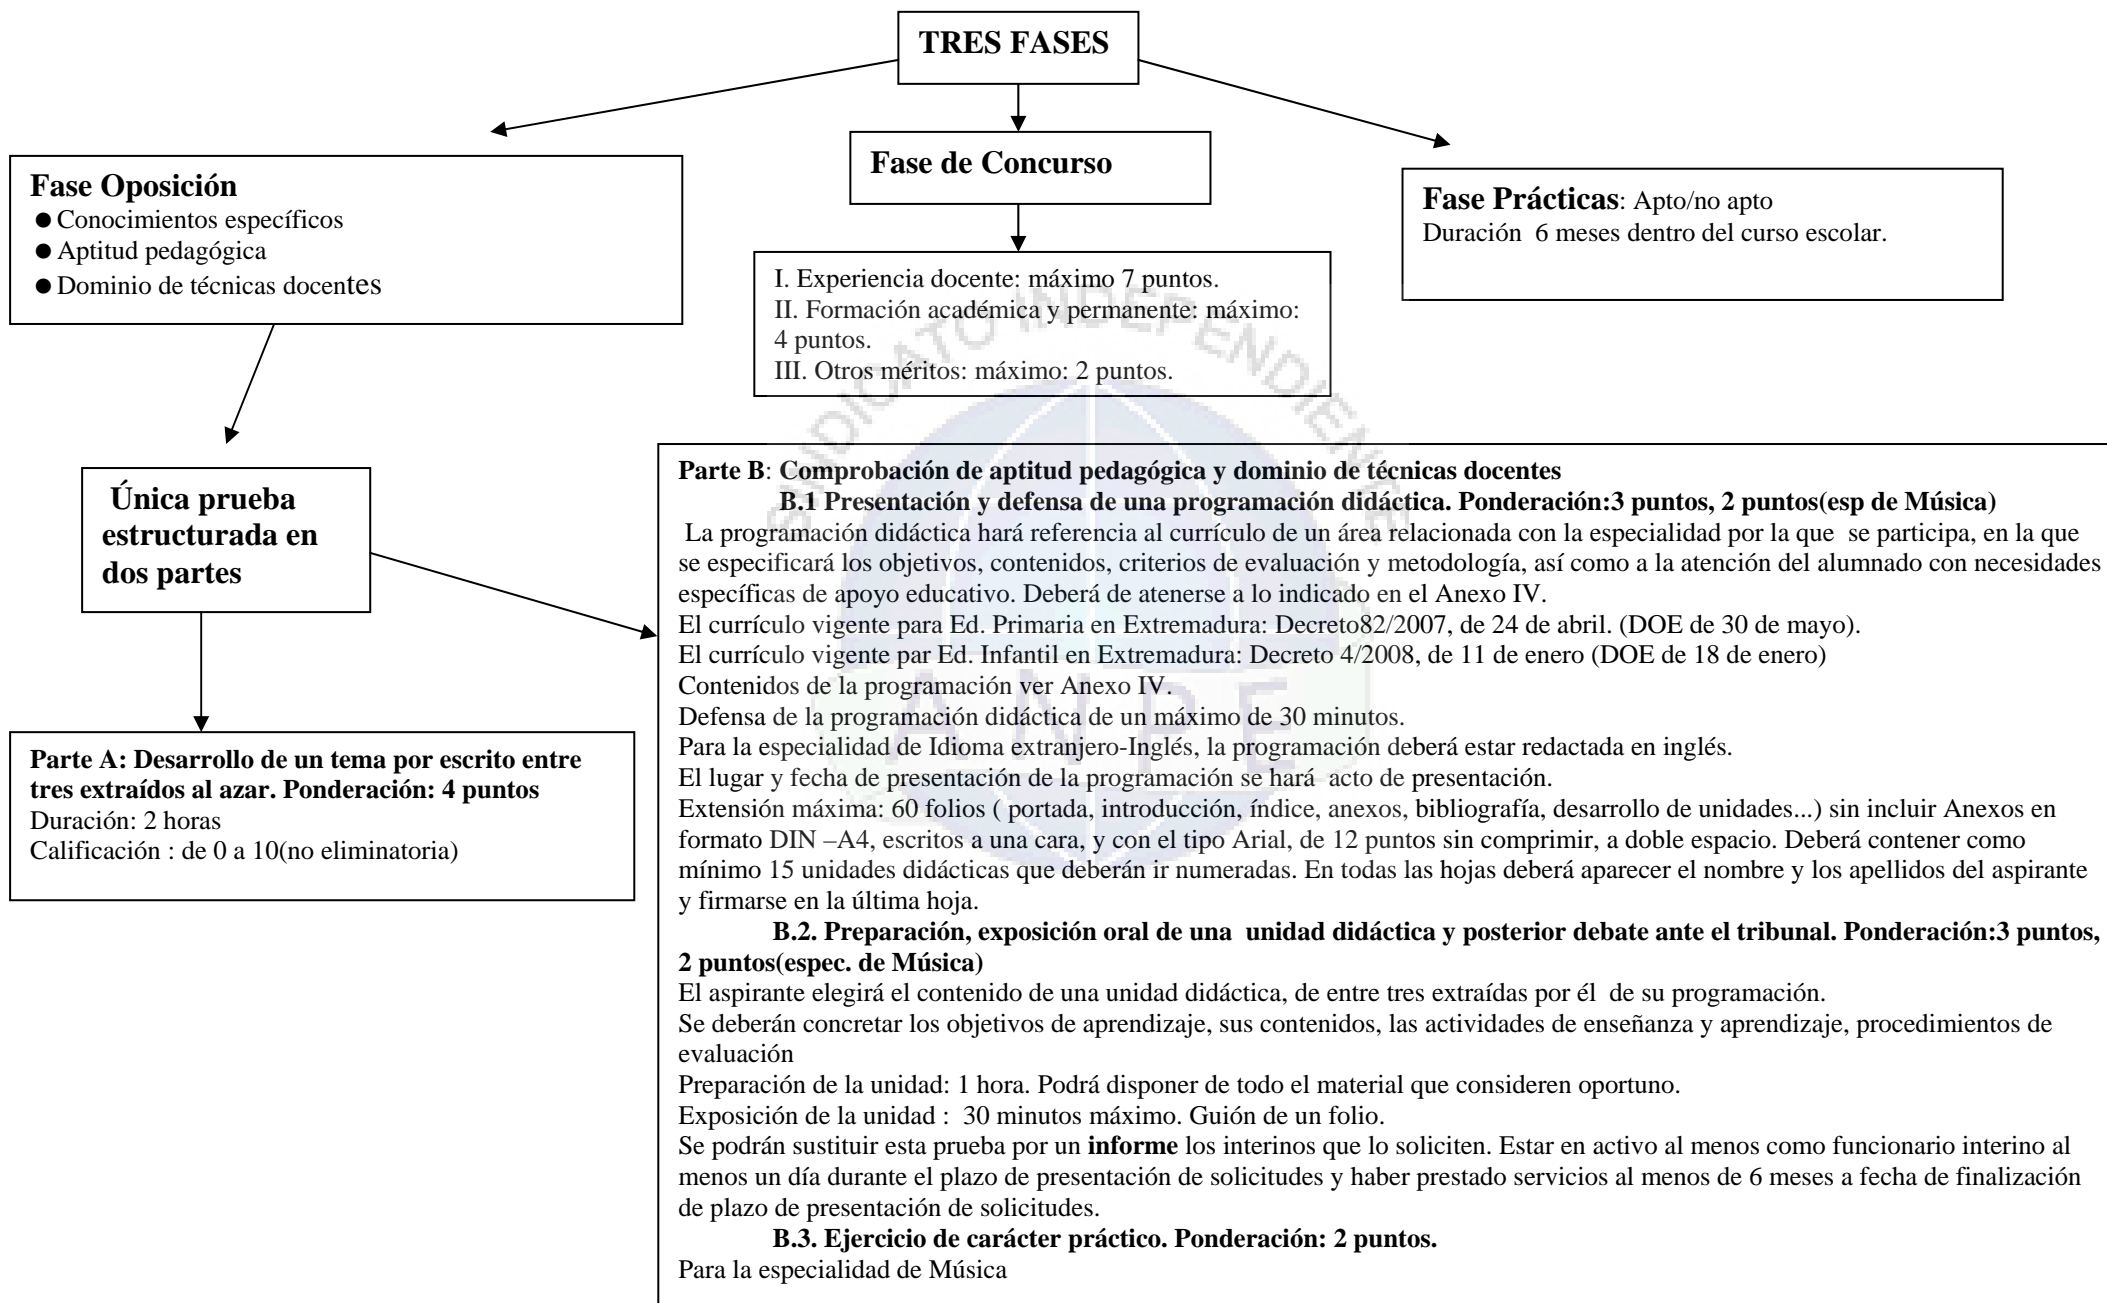 TRES FASES
Fase Oposición
● Conocimientos específicos
● Aptitud pedagógica
● Dominio de técnicas docentes
Fase de Concurso
I. Experiencia docente: máximo 7 puntos.
II. Formación académica y permanente: máximo:
4 puntos.
III. Otros méritos: máximo: 2 puntos.
Fase Prácticas: Apto/no apto
Duración 6 meses dentro del curso escolar.
Única prueba
estructurada en
dos partes
Parte A: Desarrollo de un tema por escrito entre
tres extraídos al azar. Ponderación: 4 puntos
Duración: 2 horas
Calificación : de 0 a 10(no eliminatoria)
Parte B: Comprobación de aptitud pedagógica y dominio de técnicas docentes
B.1 Presentación y defensa de una programación didáctica. Ponderación:3 puntos, 2 puntos(esp de Música)
La programación didáctica hará referencia al currículo de un área relacionada con la especialidad por la que se participa, en la que
se especificará los objetivos, contenidos, criterios de evaluación y metodología, así como a la atención del alumnado con necesidades
específicas de apoyo educativo. Deberá de atenerse a lo indicado en el Anexo IV.
El currículo vigente para Ed. Primaria en Extremadura: Decreto82/2007, de 24 de abril. (DOE de 30 de mayo).
El currículo vigente par Ed. Infantil en Extremadura: Decreto 4/2008, de 11 de enero (DOE de 18 de enero)
Contenidos de la programación ver Anexo IV.
Defensa de la programación didáctica de un máximo de 30 minutos.
Para la especialidad de Idioma extranjero-Inglés, la programación deberá estar redactada en inglés.
El lugar y fecha de presentación de la programación se hará acto de presentación.
Extensión máxima: 60 folios ( portada, introducción, índice, anexos, bibliografía, desarrollo de unidades...) sin incluir Anexos en
formato DIN –A4, escritos a una cara, y con el tipo Arial, de 12 puntos sin comprimir, a doble espacio. Deberá contener como
mínimo 15 unidades didácticas que deberán ir numeradas. En todas las hojas deberá aparecer el nombre y los apellidos del aspirante
y firmarse en la última hoja.
B.2. Preparación, exposición oral de una unidad didáctica y posterior debate ante el tribunal. Ponderación:3 puntos,
2 puntos(espec. de Música)
El aspirante elegirá el contenido de una unidad didáctica, de entre tres extraídas por él de su programación.
Se deberán concretar los objetivos de aprendizaje, sus contenidos, las actividades de enseñanza y aprendizaje, procedimientos de
evaluación
Preparación de la unidad: 1 hora. Podrá disponer de todo el material que consideren oportuno.
Exposición de la unidad : 30 minutos máximo. Guión de un folio.
Se podrán sustituir esta prueba por un informe los interinos que lo soliciten. Estar en activo al menos como funcionario interino al
menos un día durante el plazo de presentación de solicitudes y haber prestado servicios al menos de 6 meses a fecha de finalización
de plazo de presentación de solicitudes.
B.3. Ejercicio de carácter práctico. Ponderación: 2 puntos.
Para la especialidad de Música
SINDICATO INDEPENDIENTE
ANPE